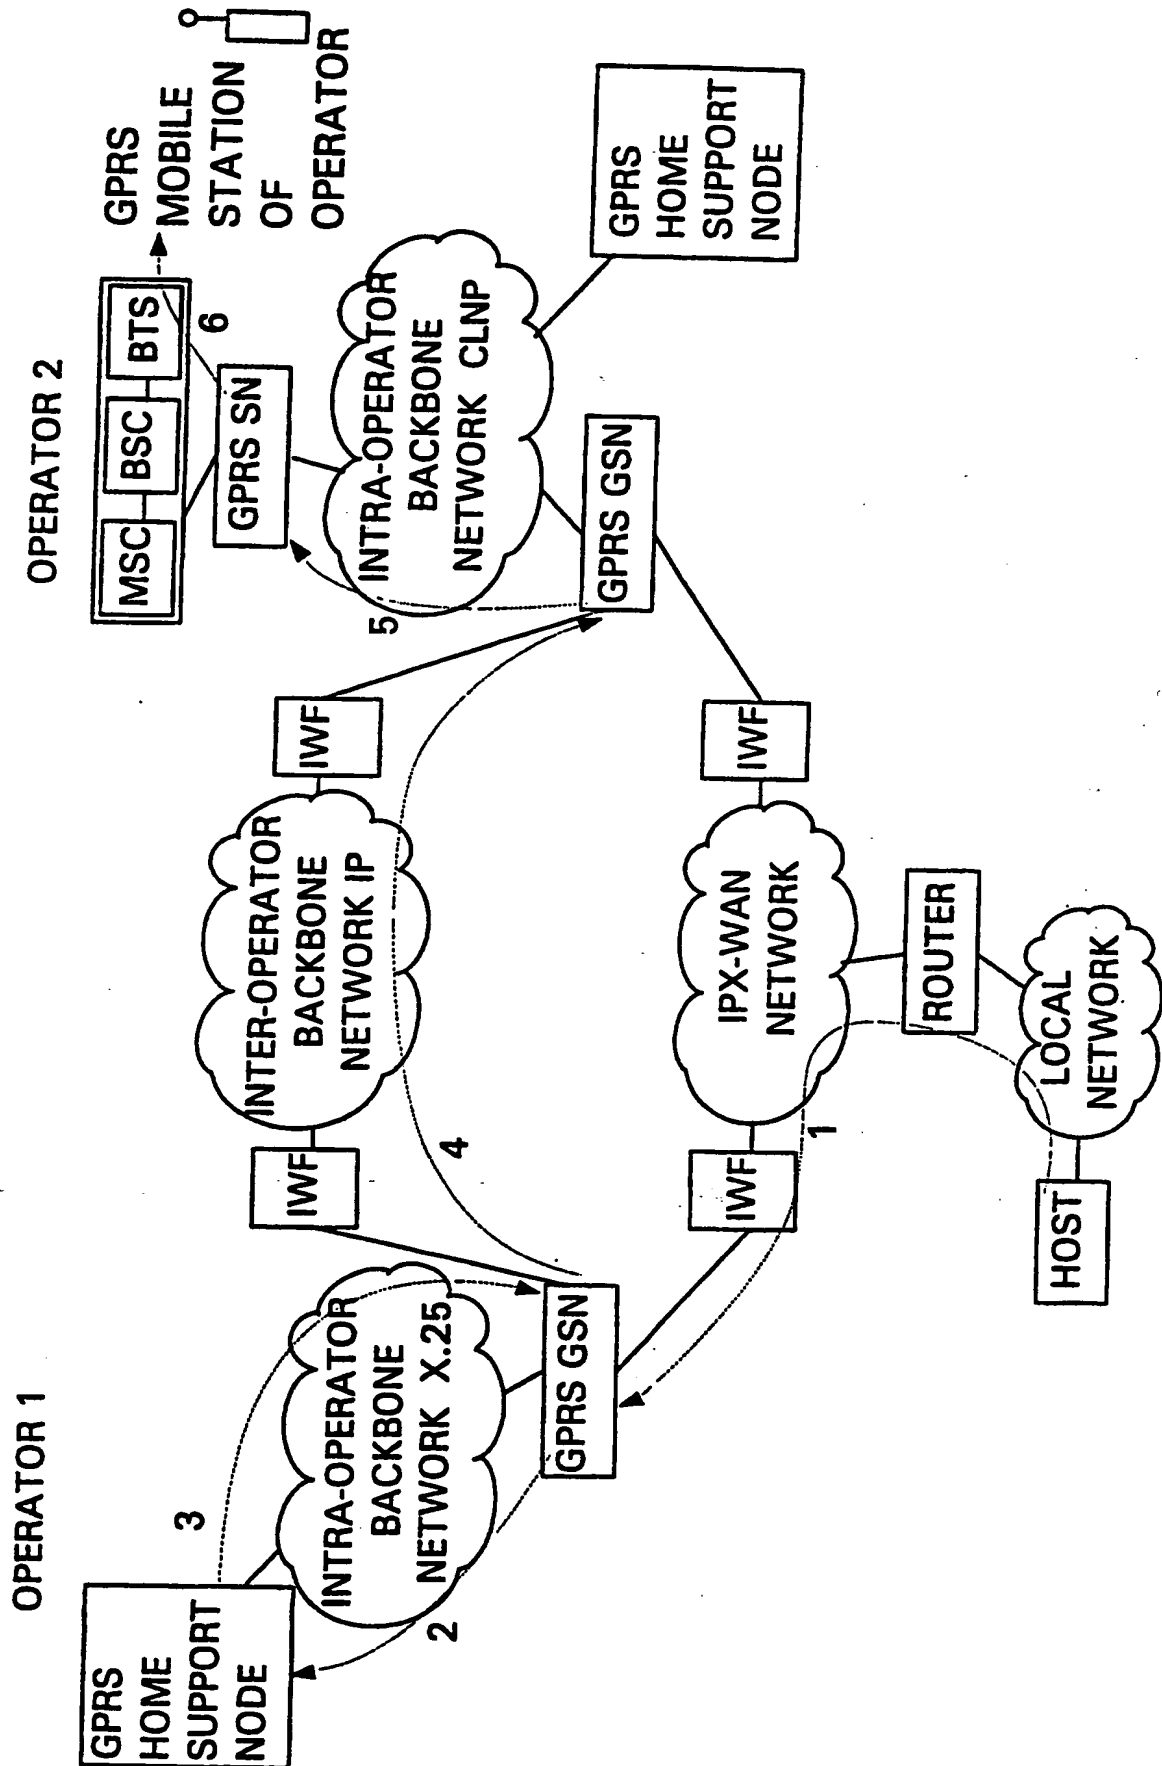 OPERATOR 1
OPERATOR 2
GPRS
HOME
SUPPORT
NODE
3
2
INTRA-OPERATOR
BACKBONE
NETWORK X.25
GPRS GSN
IWF
4
INTER-OPERATOR
BACKBONE
NETWORK IP
IWF
MSC
BSC
BTS
6
GPRS SN
5
INTRA-OPERATOR
BACKBONE
NETWORK CLNP
GPRS GSN
GPRS
MOBILE
STATION
OF
OPERATOR
GPRS
HOME
SUPPORT
NODE
IWF
1
IPX-WAN
NETWORK
IWF
ROUTER
LOCAL
NETWORK
HOST